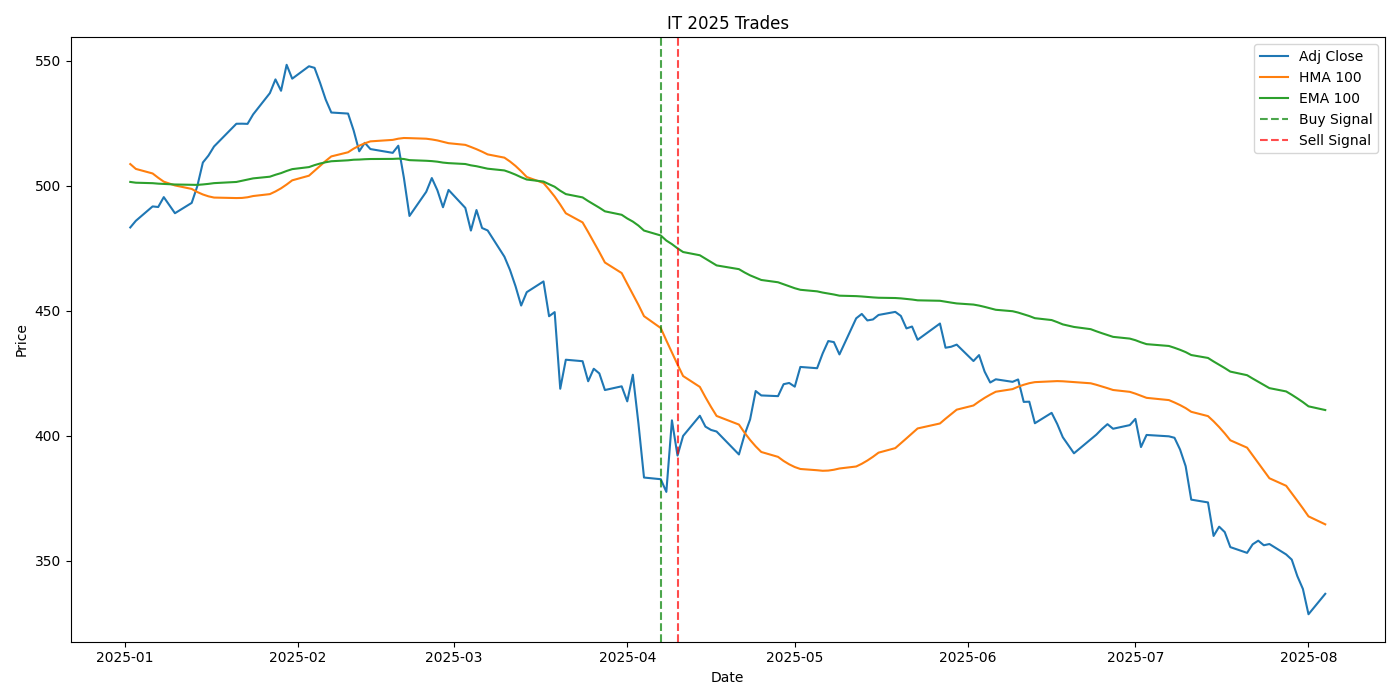 IT 2025 Trades
Adj Close
HMA 100
EMA 100
Buy Signal
Sell Signal
Price
550
500
450
400
350
2025-01
2025-02
2025-03
2025-04
2025-05
2025-06
2025-07
2025-08
Date